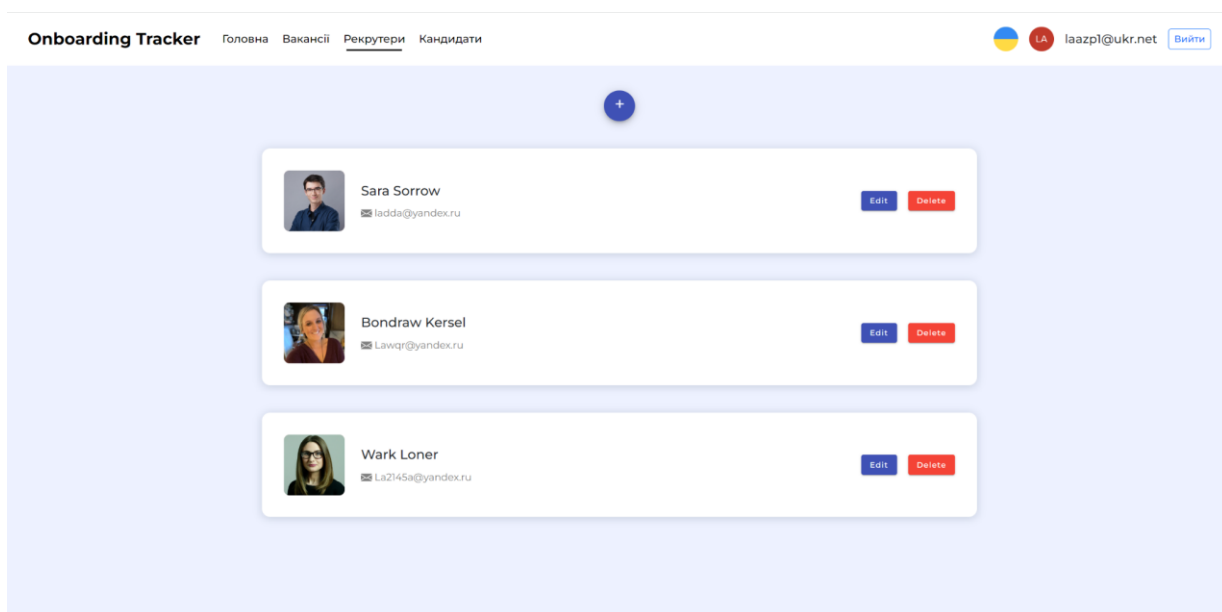 Onboarding Tracker Головна Вакансії Рекрутери Кандидати LA laazp1@ukr.net Вийти
+
Sara Sorrow
ladda@yandex.ru
Edit Delete
Bondraw Kersel
Lawqr@yandex.ru
Edit Delete
Wark Loner
La2145a@yandex.ru
Edit Delete